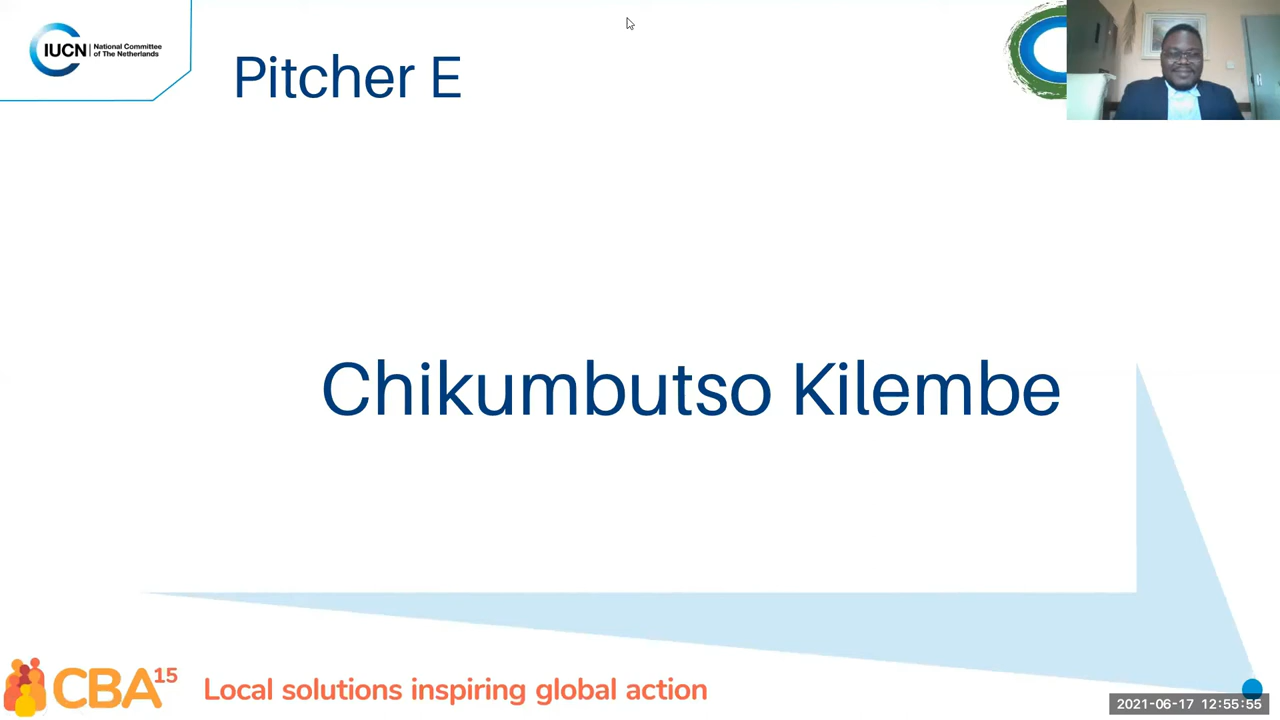 IUCN
National Committee
of The Netherlands
Pitcher E
Chikumbutso Kilembe
CBA15
Local solutions inspiring global action
2021-06-17 12:55:55